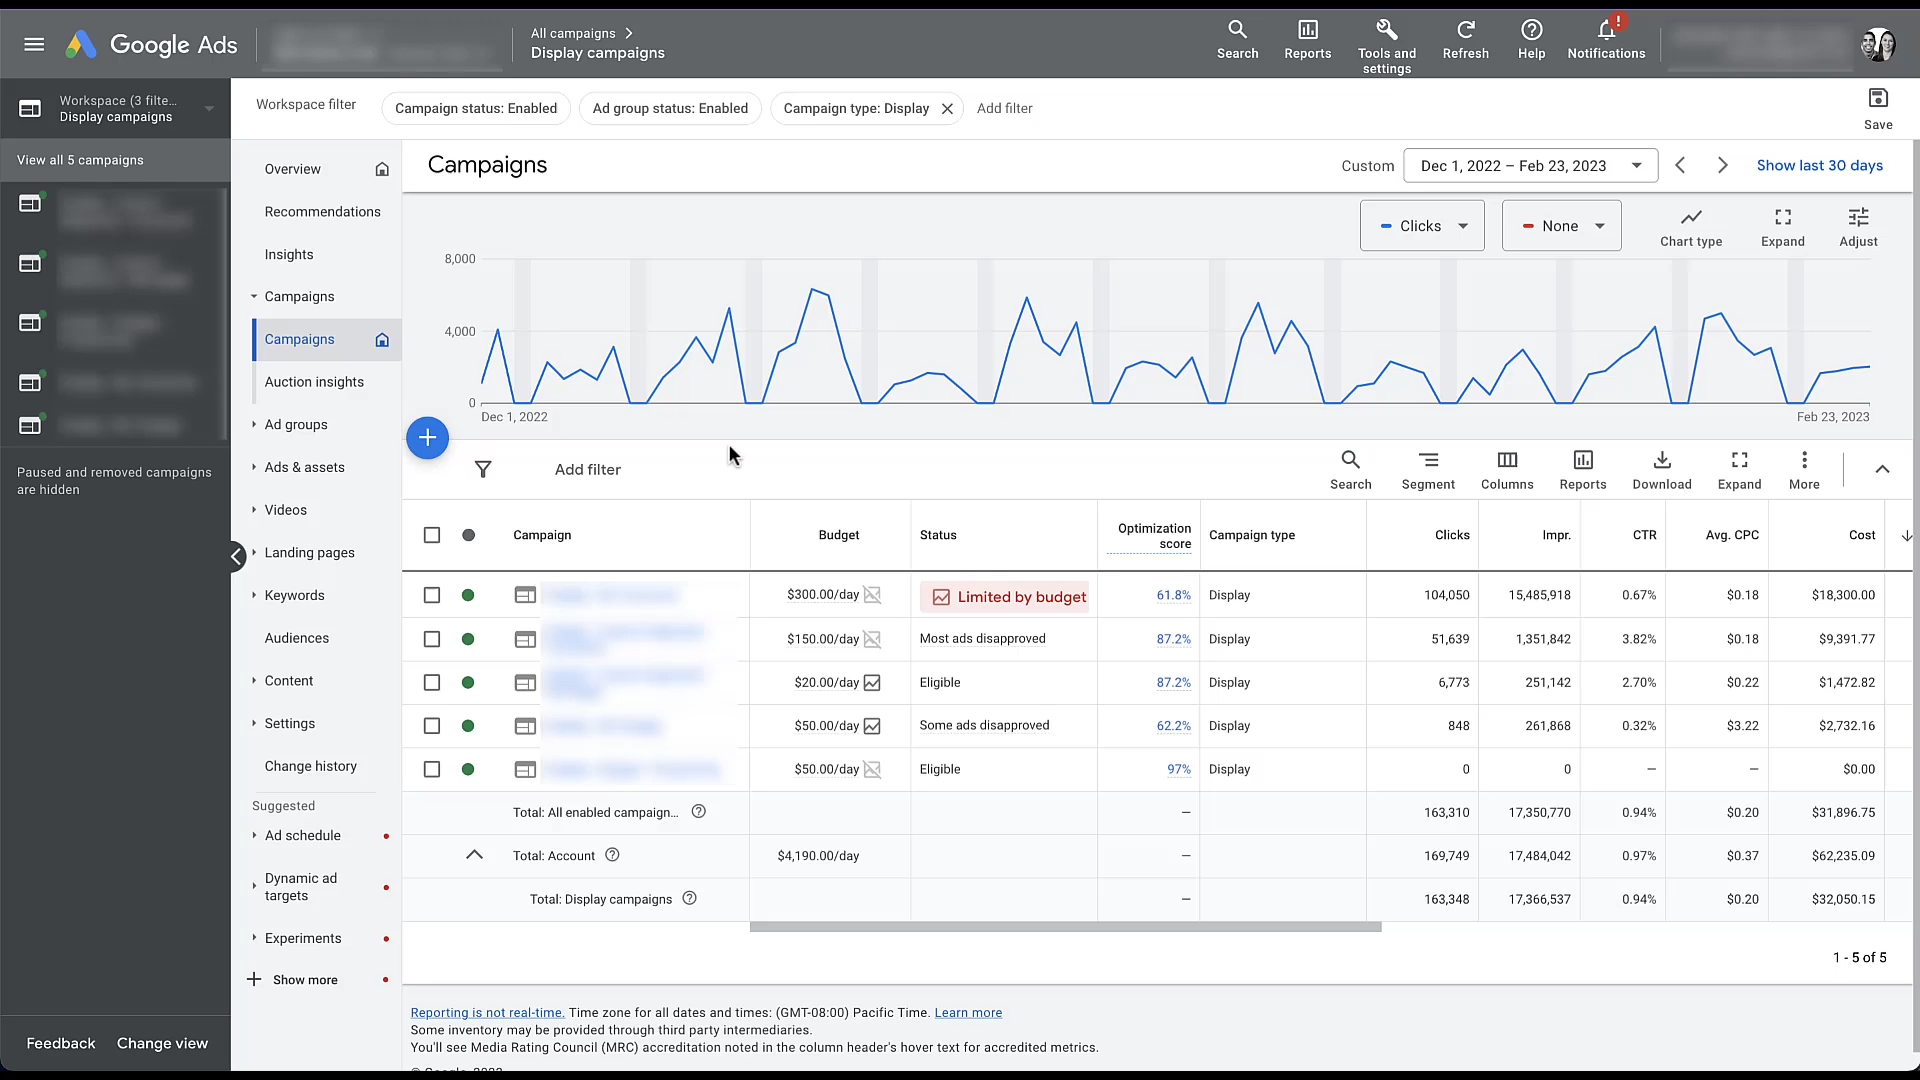 Google Ads
All campaigns
Display campaigns
Search
Reports
Tools and
settings
Refresh
Help
!
Notifications
Workspace (3 filte...
Display campaigns
View all 5 campaigns
Paused and removed campaigns
are hidden
Feedback
Change view
Workspace filter
Campaign status: Enabled
Ad group status: Enabled
Campaign type: Display
Add filter
Save
Overview
Recommendations
Insights
Campaigns
Campaigns
Auction insights
Ad groups
Ads & assets
Videos
Landing pages
Keywords
Audiences
Content
Settings
Change history
Suggested
Ad schedule
Dynamic ad
targets
Experiments
Show more
Campaigns
Custom
Dec 1, 2022 – Feb 23, 2023
Show last 30 days
Clicks
None
Chart type
Expand
Adjust
8,000
4,000
0
Dec 1, 2022
Feb 23, 2023
Add filter
Search
Segment
Columns
Reports
Download
Expand
More
Campaign Budget Status Optimization score Campaign type Clicks Impr. CTR Avg. CPC Cost
$300.00/day Limited by budget 61.8% Display 104,050 15,485,918 0.67% $0.18 $18,300.00
$150.00/day Most ads disapproved 87.2% Display 51,639 1,351,842 3.82% $0.18 $9,391.77
$20.00/day Eligible 87.2% Display 6,773 251,142 2.70% $0.22 $1,472.82
$50.00/day Some ads disapproved 62.2% Display 848 261,868 0.32% $3.22 $2,732.16
$50.00/day Eligible 97% Display 0 0 – – $0.00
Total: All enabled campaign... – 163,310 17,350,770 0.94% $0.20 $31,896.75
Total: Account $4,190.00/day – 169,749 17,484,042 0.97% $0.37 $62,235.09
Total: Display campaigns – 163,348 17,366,537 0.94% $0.20 $32,050.15
1 - 5 of 5
Reporting is not real-time. Time zone for all dates and times: (GMT-08:00) Pacific Time. Learn more
Some inventory may be provided through third party intermediaries.
You'll see Media Rating Council (MRC) accreditation noted in the column header's hover text for accredited metrics.